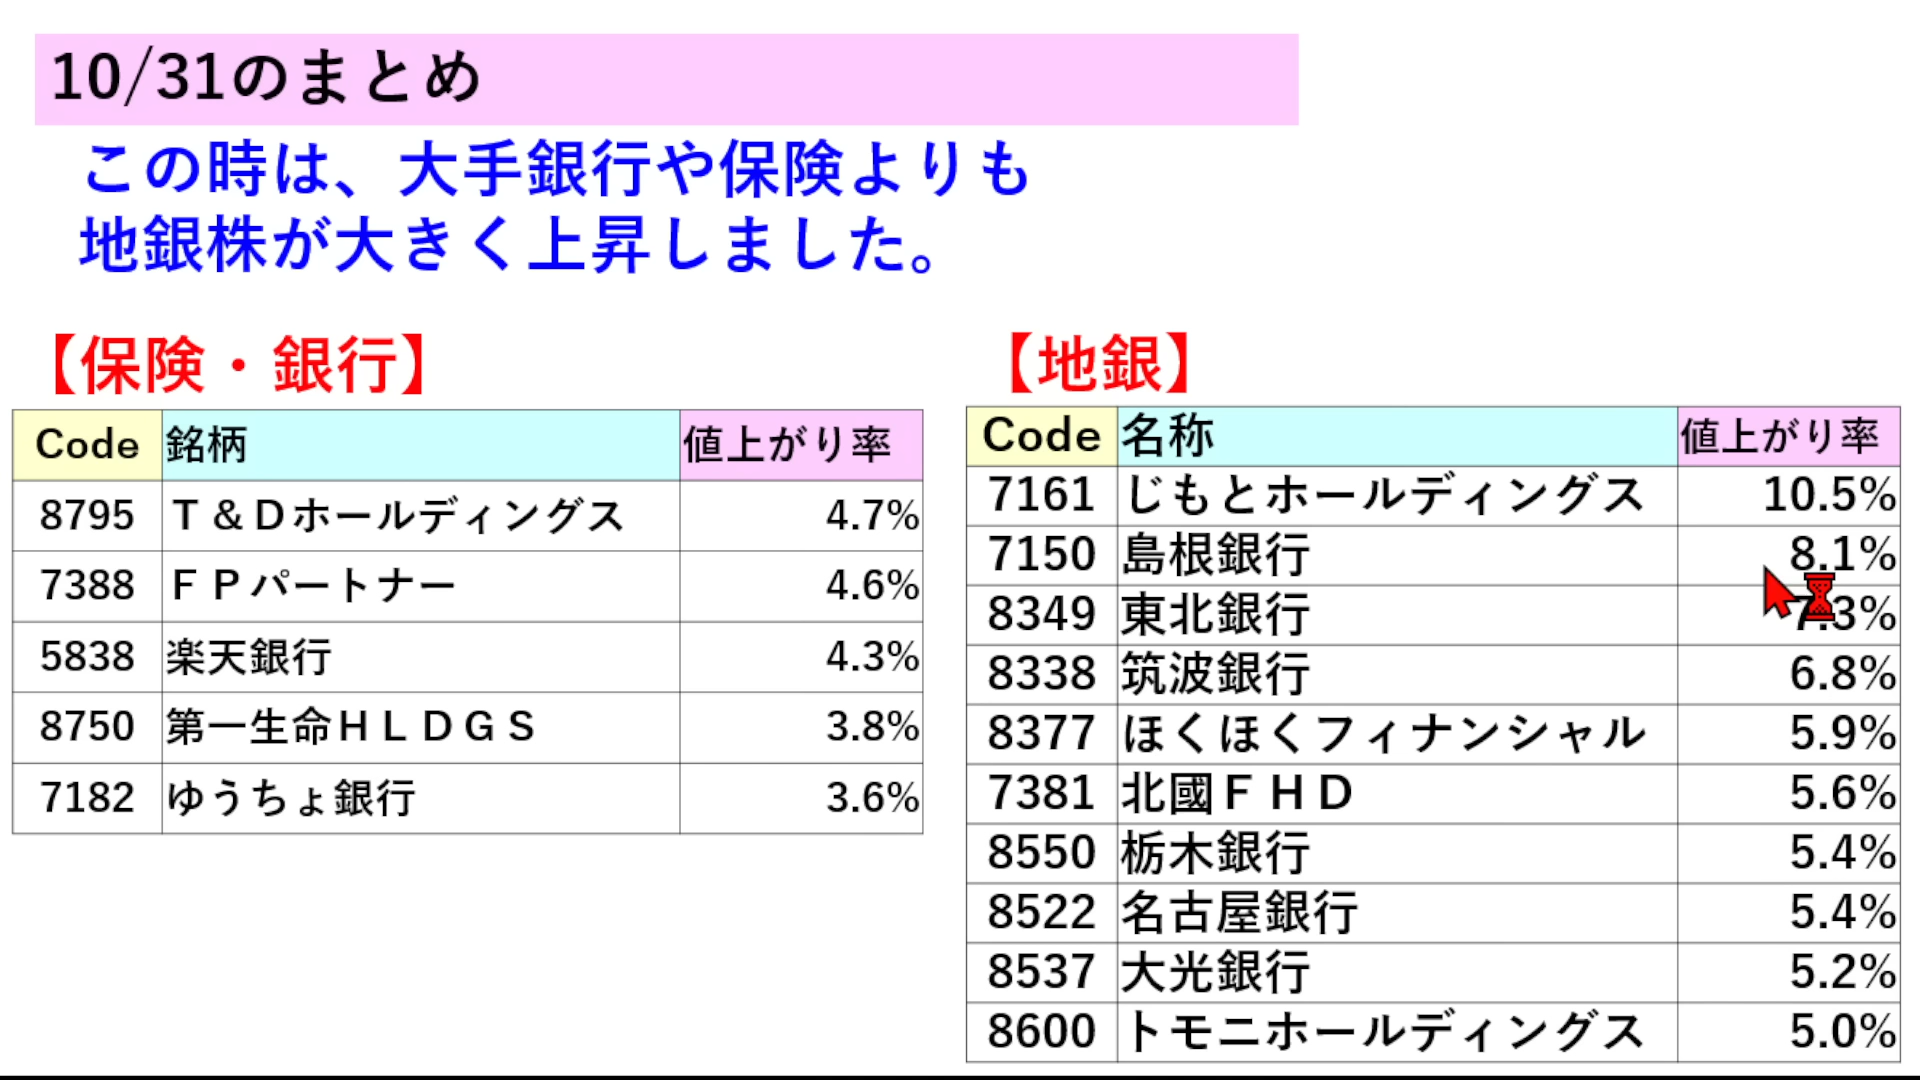 10/31のまとめ
この時は、大手銀行や保険よりも
地銀株が大きく上昇しました。
【保険・銀行】
Code 銘柄 値上がり率
8795 Ｔ＆Ｄホールディングス 4.7%
7388 ＦＰパートナー 4.6%
5838 楽天銀行 4.3%
8750 第一生命ＨＬＤＧＳ 3.8%
7182 ゆうちょ銀行 3.6%
【地銀】
Code 名称 値上がり率
7161 じもとホールディングス 10.5%
7150 島根銀行 8.1%
8349 東北銀行 7.3%
8338 筑波銀行 6.8%
8377 ほくほくフィナンシャル 5.9%
7381 北國ＦＨＤ 5.6%
8550 栃木銀行 5.4%
8522 名古屋銀行 5.4%
8537 大光銀行 5.2%
8600 トモニホールディングス 5.0%